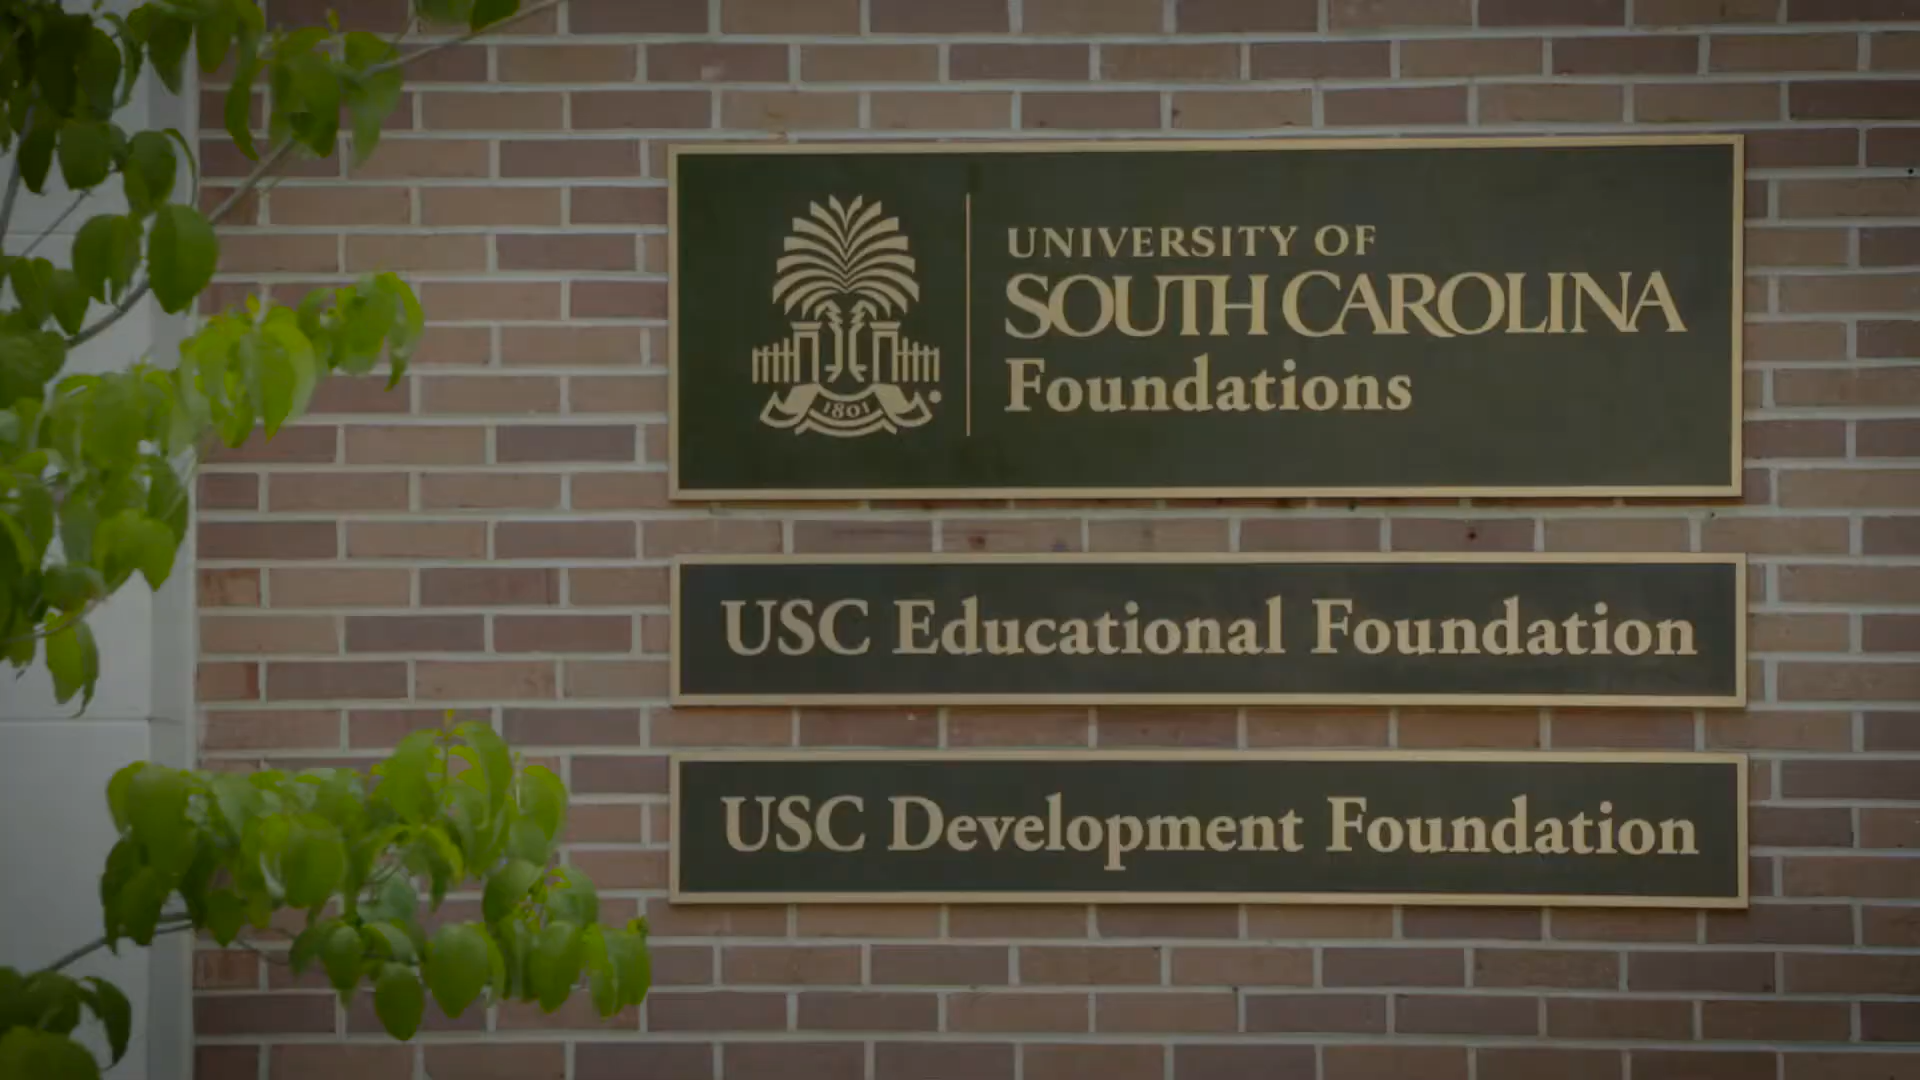 UNIVERSITY OF
SOUTH CAROLINA
Foundations
1801
USC Educational Foundation
USC Development Foundation